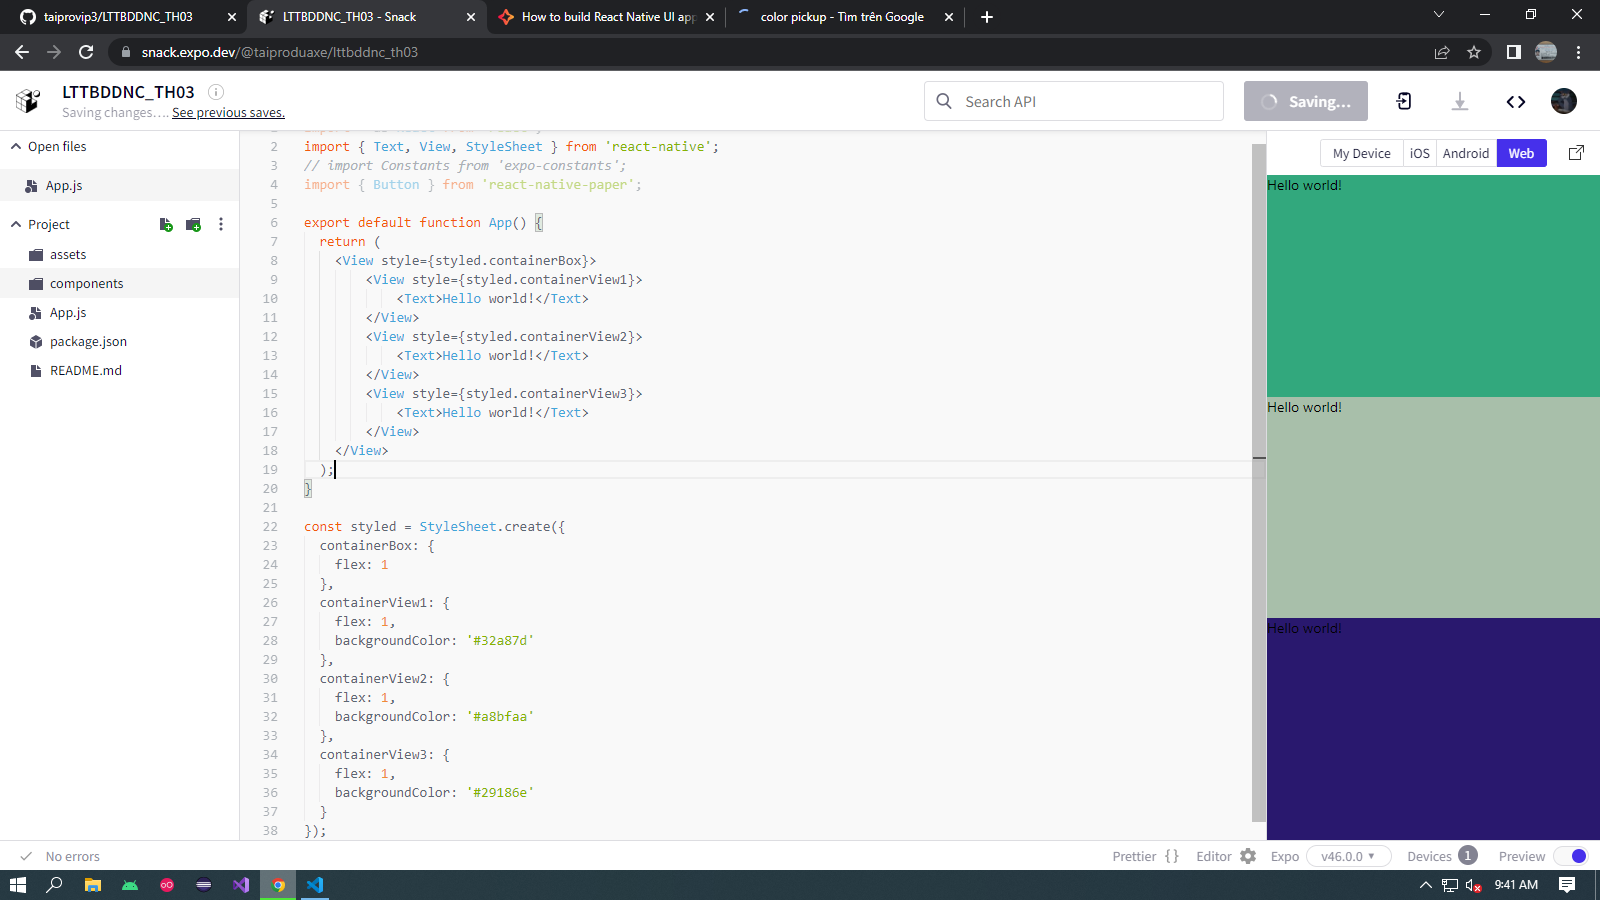 taiprovip3/LTTBDDNC_TH03
LTTBDDNC_TH03 - Snack
How to build React Native UI app
color pickup - Tìm trên Google
snack.expo.dev/@taiproduaxe/lttbddnc_th03
LTTBDDNC_TH03
Saving changes…. See previous saves.
Search API
Saving…
Open files
App.js
Project
assets
components
App.js
package.json
README.md
2 import { Text, View, StyleSheet } from 'react-native';
3 // import Constants from 'expo-constants';
4 import { Button } from 'react-native-paper';
5
6 export default function App() {
7 return (
8 <View style={styled.containerBox}>
9 <View style={styled.containerView1}>
10 <Text>Hello world!</Text>
11 </View>
12 <View style={styled.containerView2}>
13 <Text>Hello world!</Text>
14 </View>
15 <View style={styled.containerView3}>
16 <Text>Hello world!</Text>
17 </View>
18 </View>
19 );
20 }
21
22 const styled = StyleSheet.create({
23 containerBox: {
24 flex: 1
25 },
26 containerView1: {
27 flex: 1,
28 backgroundColor: '#32a87d'
29 },
30 containerView2: {
31 flex: 1,
32 backgroundColor: '#a8bfaa'
33 },
34 containerView3: {
35 flex: 1,
36 backgroundColor: '#29186e'
37 }
38 });
My Device iOS Android Web
Hello world!
Hello world!
Hello world!
No errors
Prettier { } Editor Expo v46.0.0 Devices 1 Preview
9:41 AM